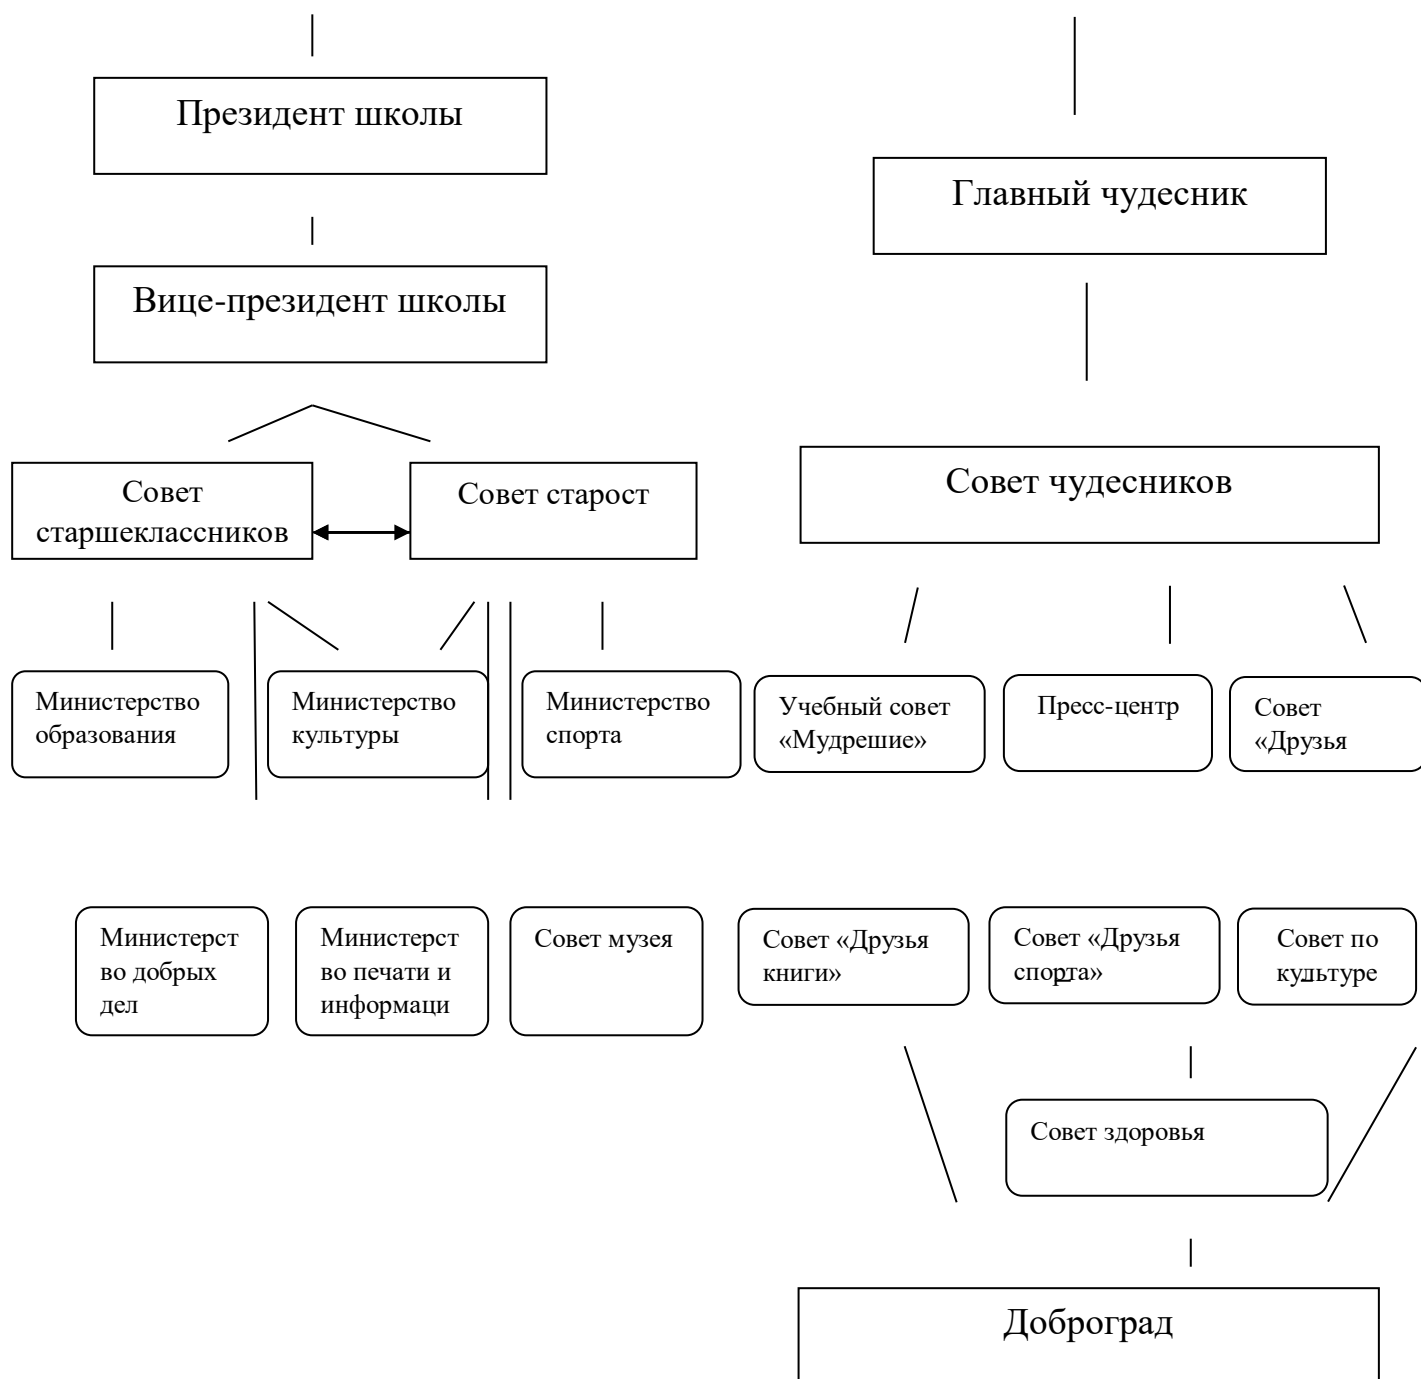 Президент школы
Главный чудесник
Вице-президент школы
Совет
старшеклассников
Совет старост
Совет чудесников
Министерство
образования
Министерство
культуры
Министерство
спорта
Учебный совет
«Мудрешие»
Пресс-центр
Совет
«Друзья
Министерст
во добрых
дел
Министерст
во печати и
информаци
Совет музея
Совет «Друзья
книги»
Совет «Друзья
спорта»
Совет по
культуре
Совет здоровья
Доброград